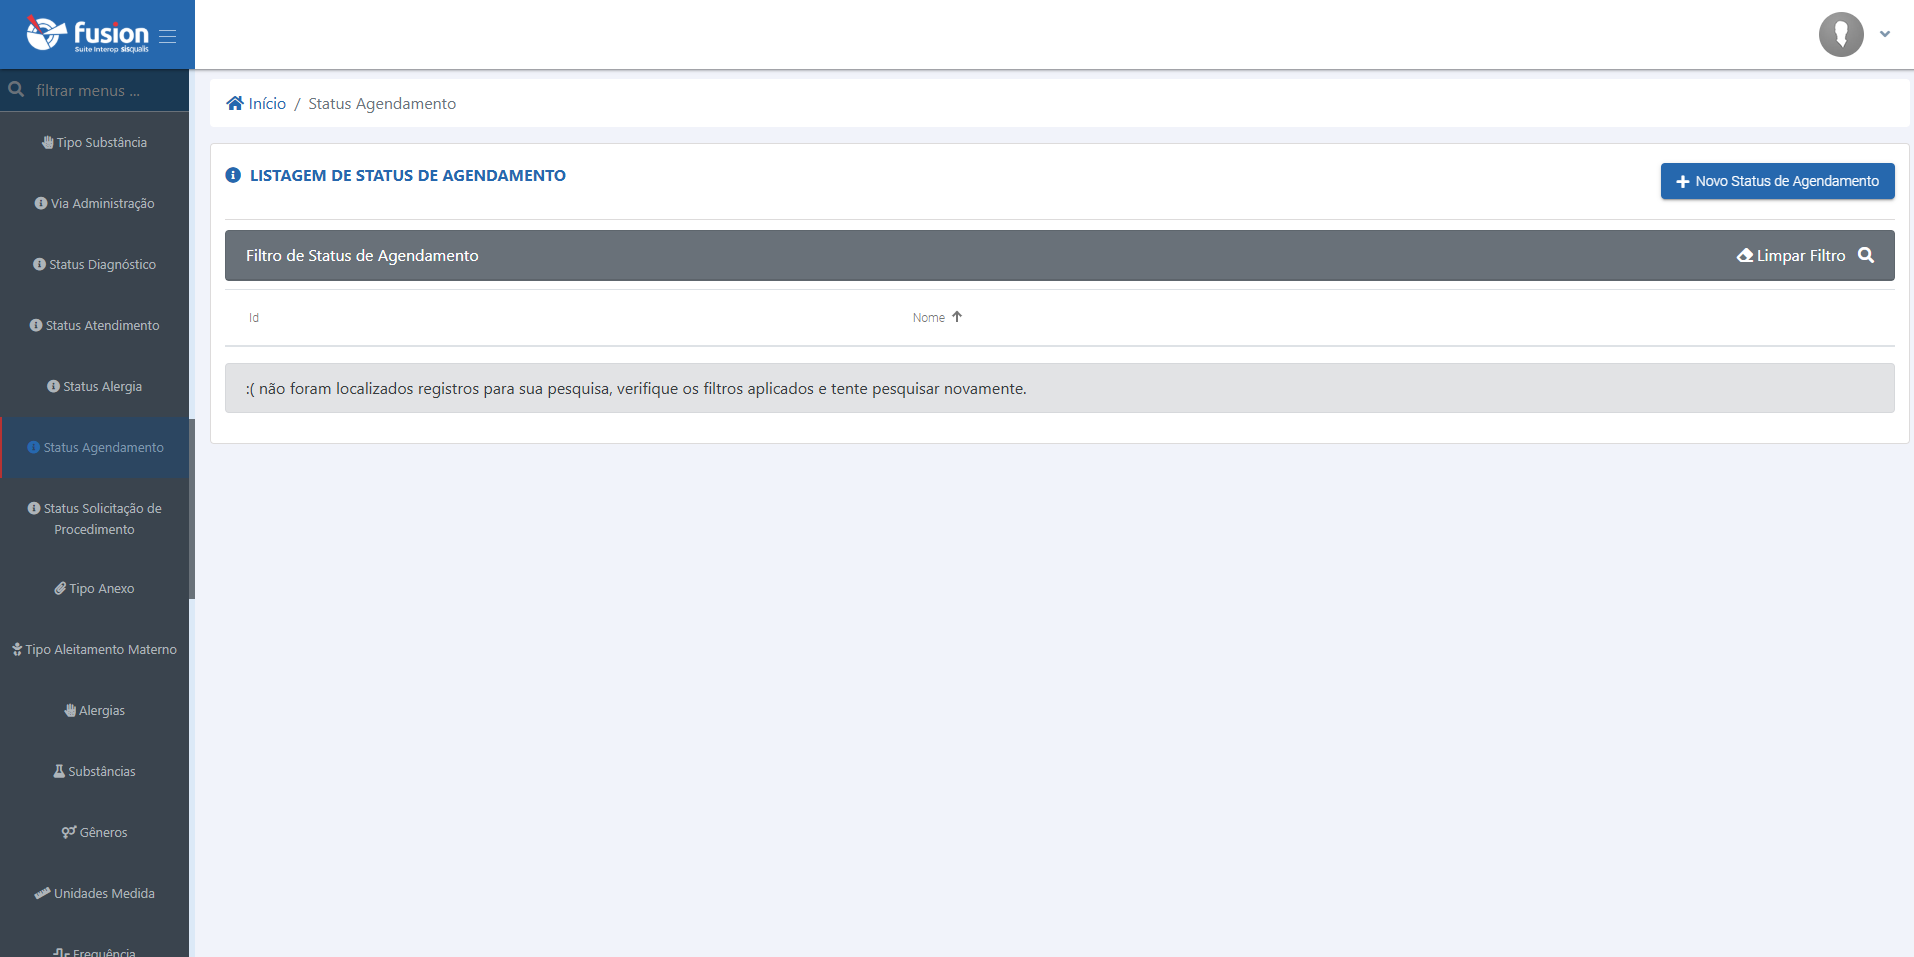 fusion
Suite Interop sisqualis
filtrar menus ...
Tipo Substância
Via Administração
Status Diagnóstico
Status Atendimento
Status Alergia
Status Agendamento
Status Solicitação de
Procedimento
Tipo Anexo
Tipo Aleitamento Materno
Alergias
Substâncias
Gêneros
Unidades Medida
Frequência
Início / Status Agendamento
LISTAGEM DE STATUS DE AGENDAMENTO
Novo Status de Agendamento
Filtro de Status de Agendamento
Limpar Filtro
Id
Nome
:( não foram localizados registros para sua pesquisa, verifique os filtros aplicados e tente pesquisar novamente.